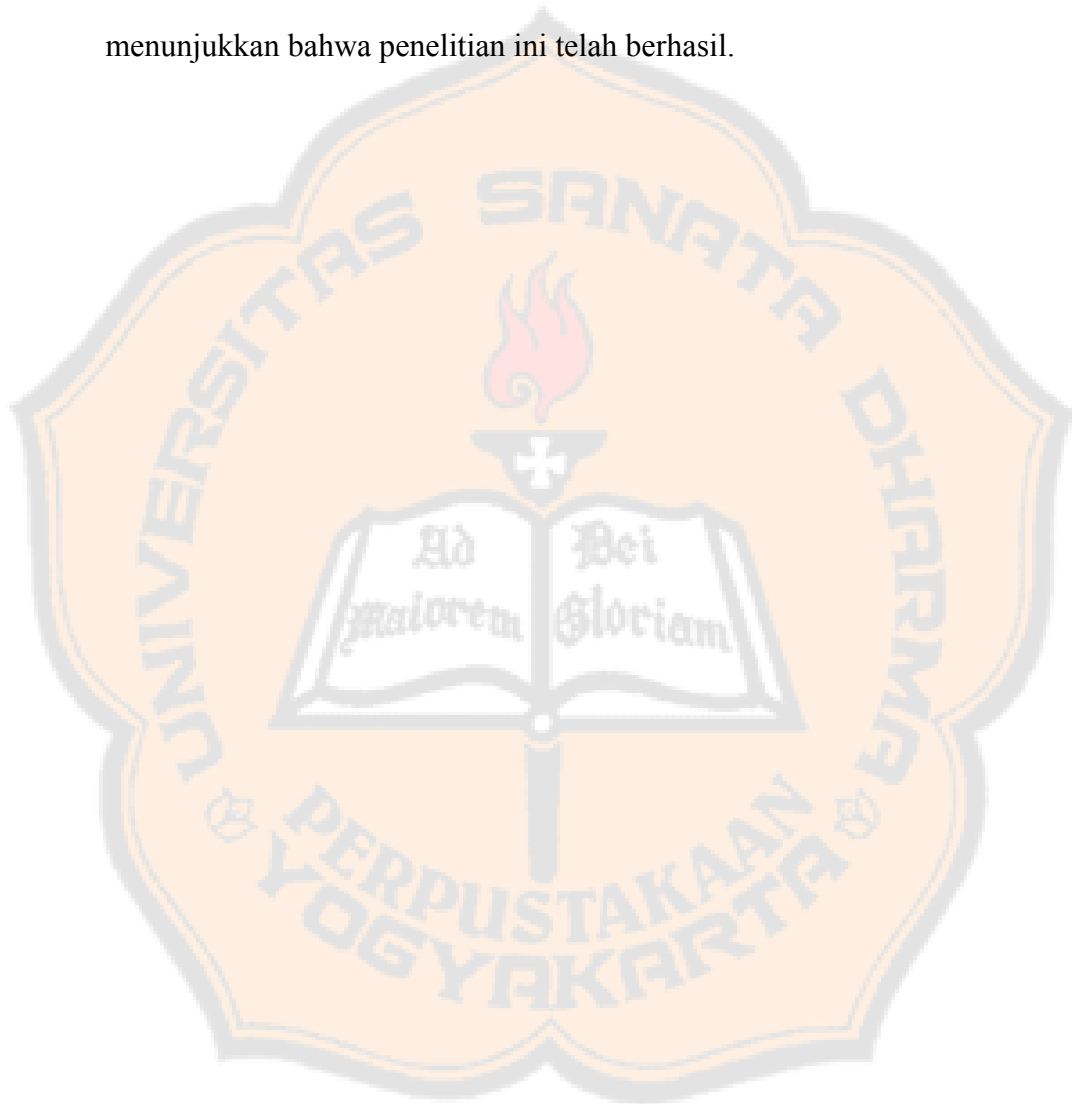 menunjukkan bahwa penelitian ini telah berhasil.
UNIVERSITAS SANATA DHARMA
Ad Dei
Maiorem Gloriam
PERPUSTAKAAN
YOGYAKARTA